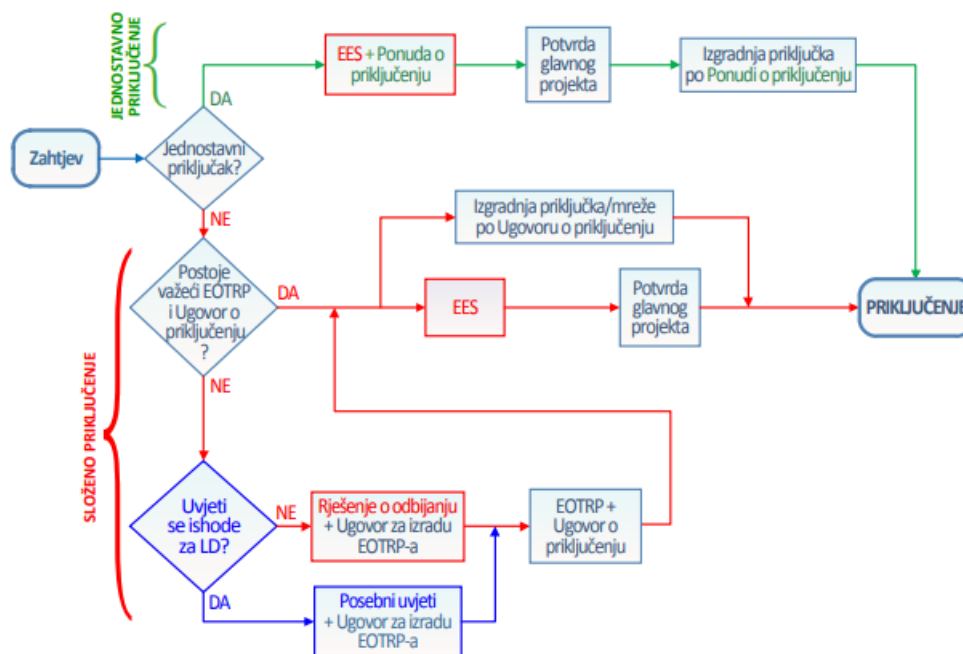 JEDNOSTAVNO
PRIKLJUČENJE
DA
EES + Ponuda o
priključenju
Potvrda
glavnog
projekta
Izgradnja priključka
po Ponudi o priključenju
Zahtjev
Jednostavni
priključak?
NE
SLOŽENO PRIKLJUČENJE
Postoje
važeći EOTRP
i Ugovor o
priključenju
?
DA
Izgradnja priključka/mreže
po Ugovoru o priključenju
EES
Potvrda
glavnog
projekta
PRIKLJUČENJE
NE
Uvjeti
se ishode
za LD?
NE
Rješenje o odbijanju
+ Ugovor za izradu
EOTRP-a
EOTRP +
Ugovor o
priključenju
DA
Posebni uvjeti
+ Ugovor za izradu
EOTRP-a